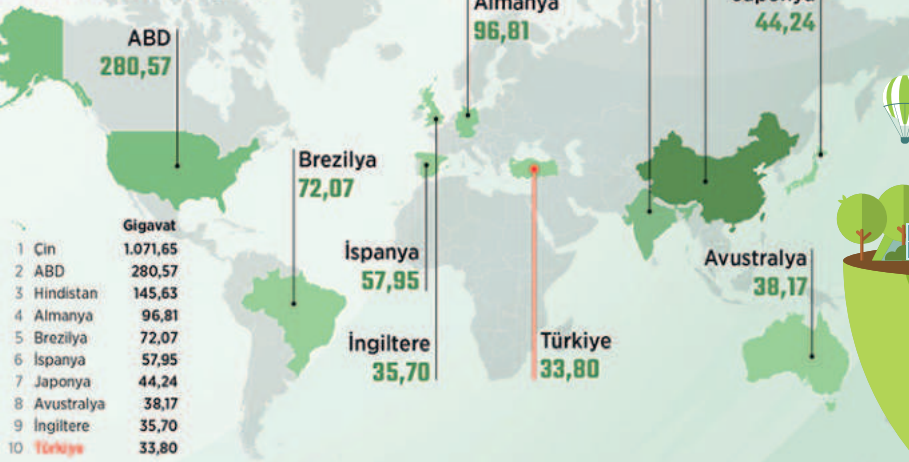 Almanya
96,81
Japonya
44,24
ABD
280,57
Brezilya
72,07
İspanya
57,95
İngiltere
35,70
Türkiye
33,80
Avustralya
38,17
Gigavat
1 Çin 1.071,65
2 ABD 280,57
3 Hindistan 145,63
4 Almanya 96,81
5 Brezilya 72,07
6 İspanya 57,95
7 Japonya 44,24
8 Avustralya 38,17
9 İngiltere 35,70
10 Türkiye 33,80